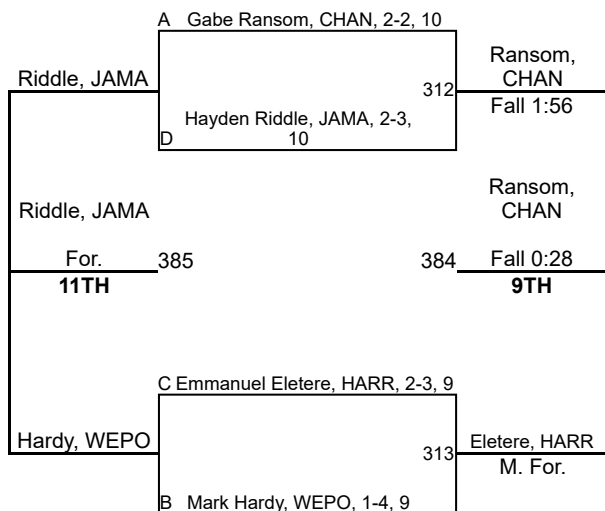 A Gabe Ransom, CHAN, 2-2, 10
Riddle, JAMA
312
Ransom,
CHAN
Fall 1:56
Hayden Riddle, JAMA, 2-3,
10
D
Riddle, JAMA
For.
11TH
385
384
Ransom,
CHAN
Fall 0:28
9TH
C Emmanuel Eletere, HARR, 2-3, 9
Hardy, WEPO
313
Eletere, HARR
M. For.
B Mark Hardy, WEPO, 1-4, 9